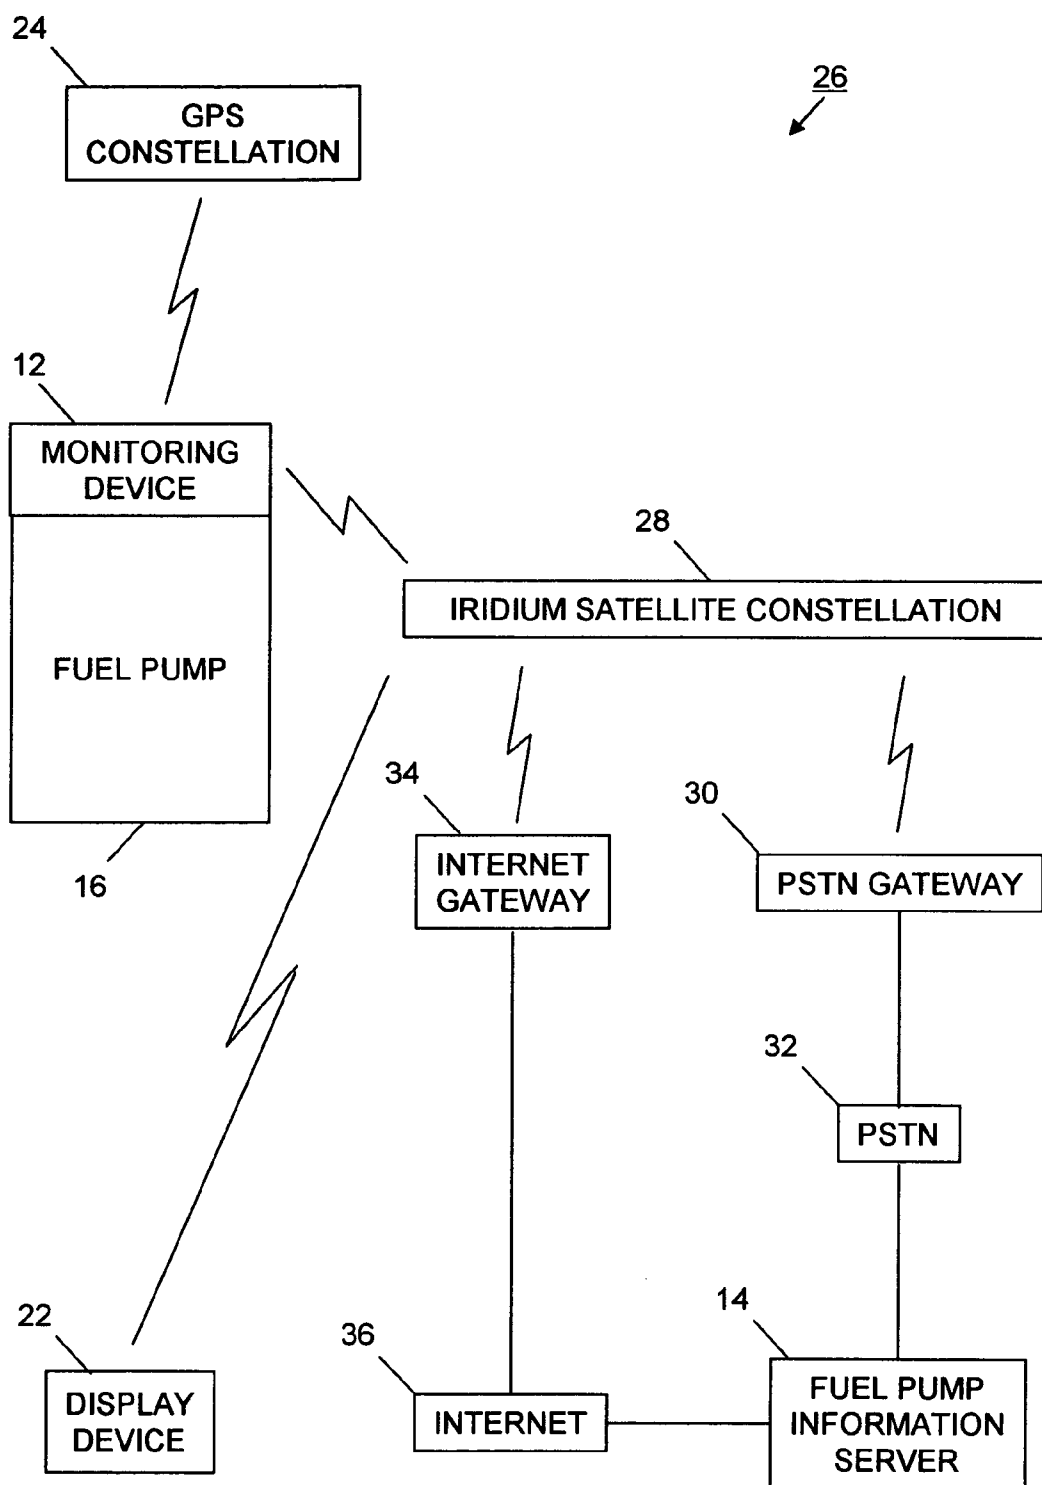 24
GPS
CONSTELLATION
26
12
MONITORING
DEVICE
28
IRIDIUM SATELLITE CONSTELLATION
FUEL PUMP
16
34
INTERNET
GATEWAY
30
PSTN GATEWAY
32
PSTN
22
DISPLAY
DEVICE
36
INTERNET
14
FUEL PUMP
INFORMATION
SERVER